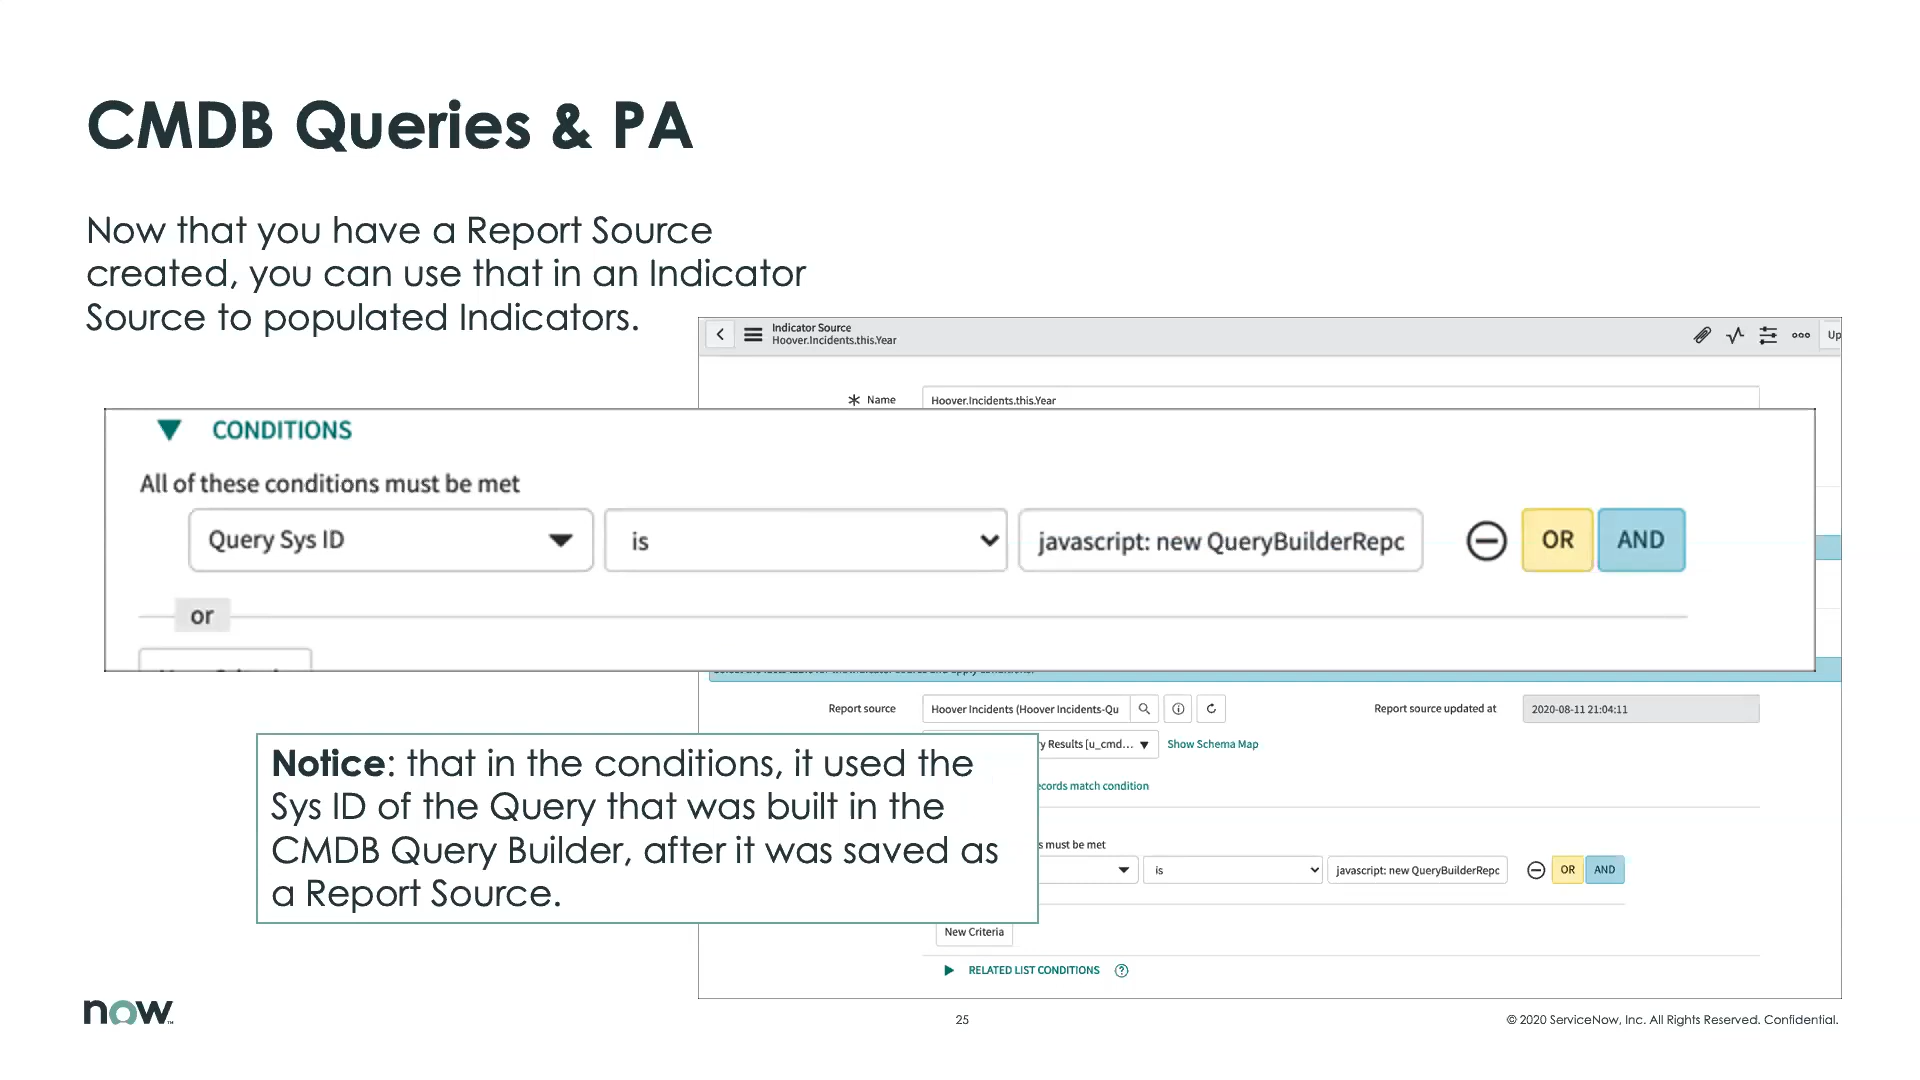 CMDB Queries & PA
Now that you have a Report Source
created, you can use that in an Indicator
Source to populated Indicators.
Indicator Source
Hoover.Incidents.this.Year
Up
Name
Hoover.Incidents.this.Year
CONDITIONS
All of these conditions must be met
Query Sys ID
is
javascript: new QueryBuilderRepc
OR
AND
or
Report source
Hoover Incidents (Hoover Incidents-Qu
Report source updated at
2020-08-11 21:04:11
y Results [u_cmd...
Show Schema Map
ecords match condition
s must be met
is
javascript: new QueryBuilderRepc
OR
AND
New Criteria
RELATED LIST CONDITIONS
Notice: that in the conditions, it used the
Sys ID of the Query that was built in the
CMDB Query Builder, after it was saved as
a Report Source.
now
25
© 2020 ServiceNow, Inc. All Rights Reserved. Confidential.